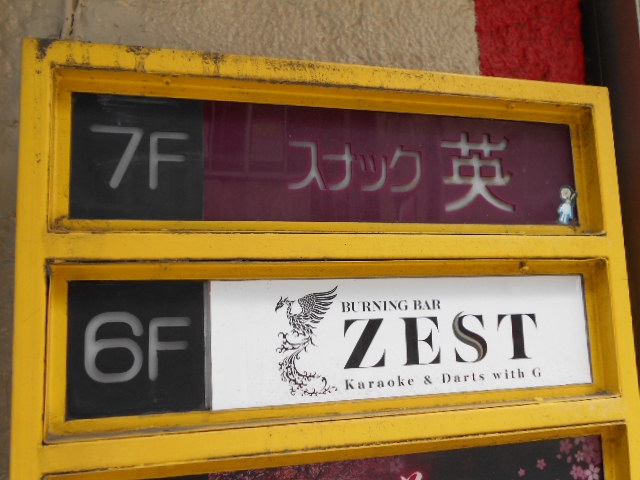 7F スナック 英
6F BURNING BAR
ZEST
Karaoke & Darts with G